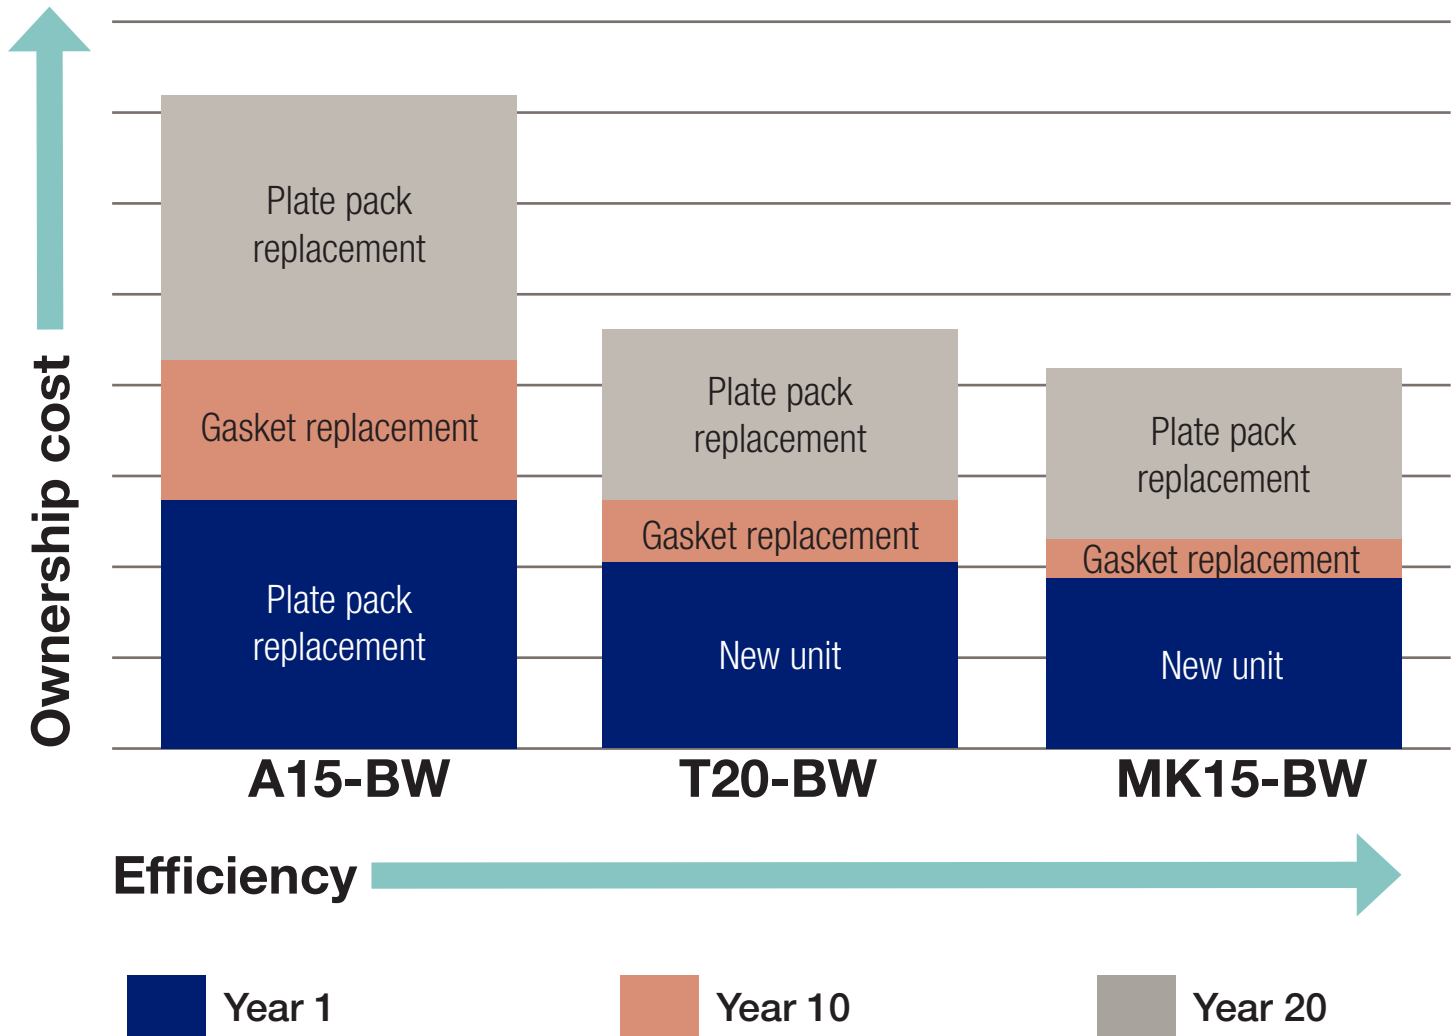 Ownership cost
Plate pack
replacement
Gasket replacement
Plate pack
replacement
Plate pack
replacement
Gasket replacement
New unit
Plate pack
replacement
Gasket replacement
New unit
A15-BW
T20-BW
MK15-BW
Efficiency
Year 1
Year 10
Year 20